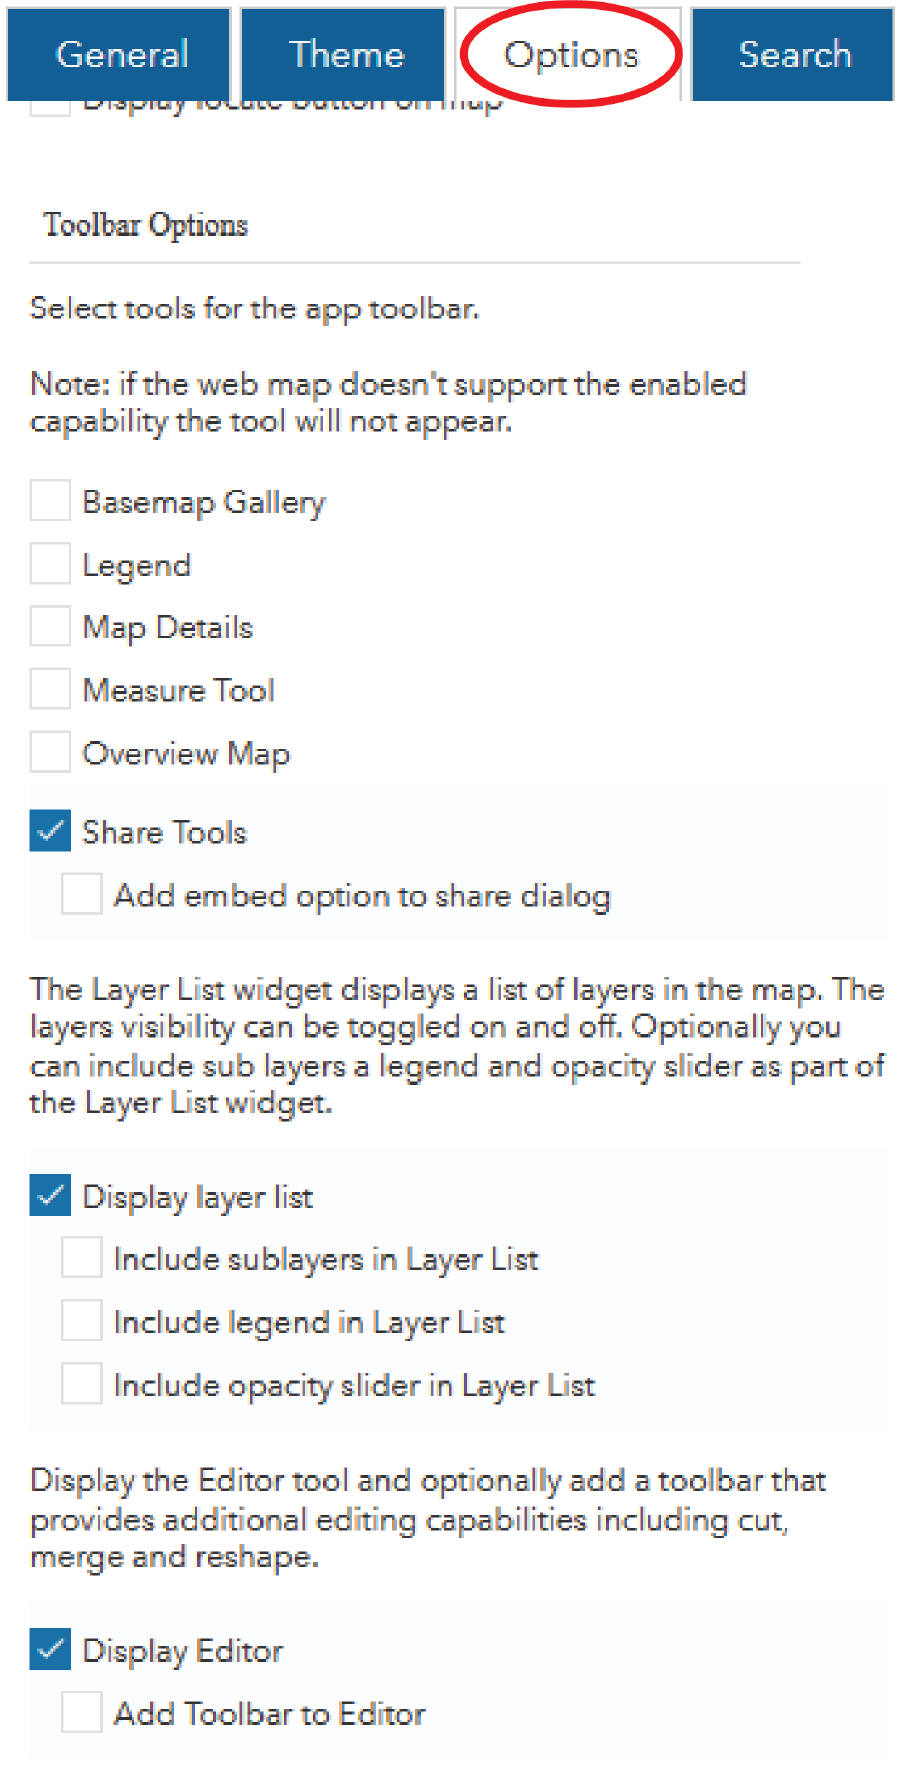 General Theme Options Search
Display locate button on map
Toolbar Options
Select tools for the app toolbar.
Note: if the web map doesn't support the enabled
capability the tool will not appear.
Basemap Gallery
Legend
Map Details
Measure Tool
Overview Map
Share Tools
Add embed option to share dialog
The Layer List widget displays a list of layers in the map. The
layers visibility can be toggled on and off. Optionally you
can include sub layers a legend and opacity slider as part of
the Layer List widget.
Display layer list
Include sublayers in Layer List
Include legend in Layer List
Include opacity slider in Layer List
Display the Editor tool and optionally add a toolbar that
provides additional editing capabilities including cut,
merge and reshape.
Display Editor
Add Toolbar to Editor